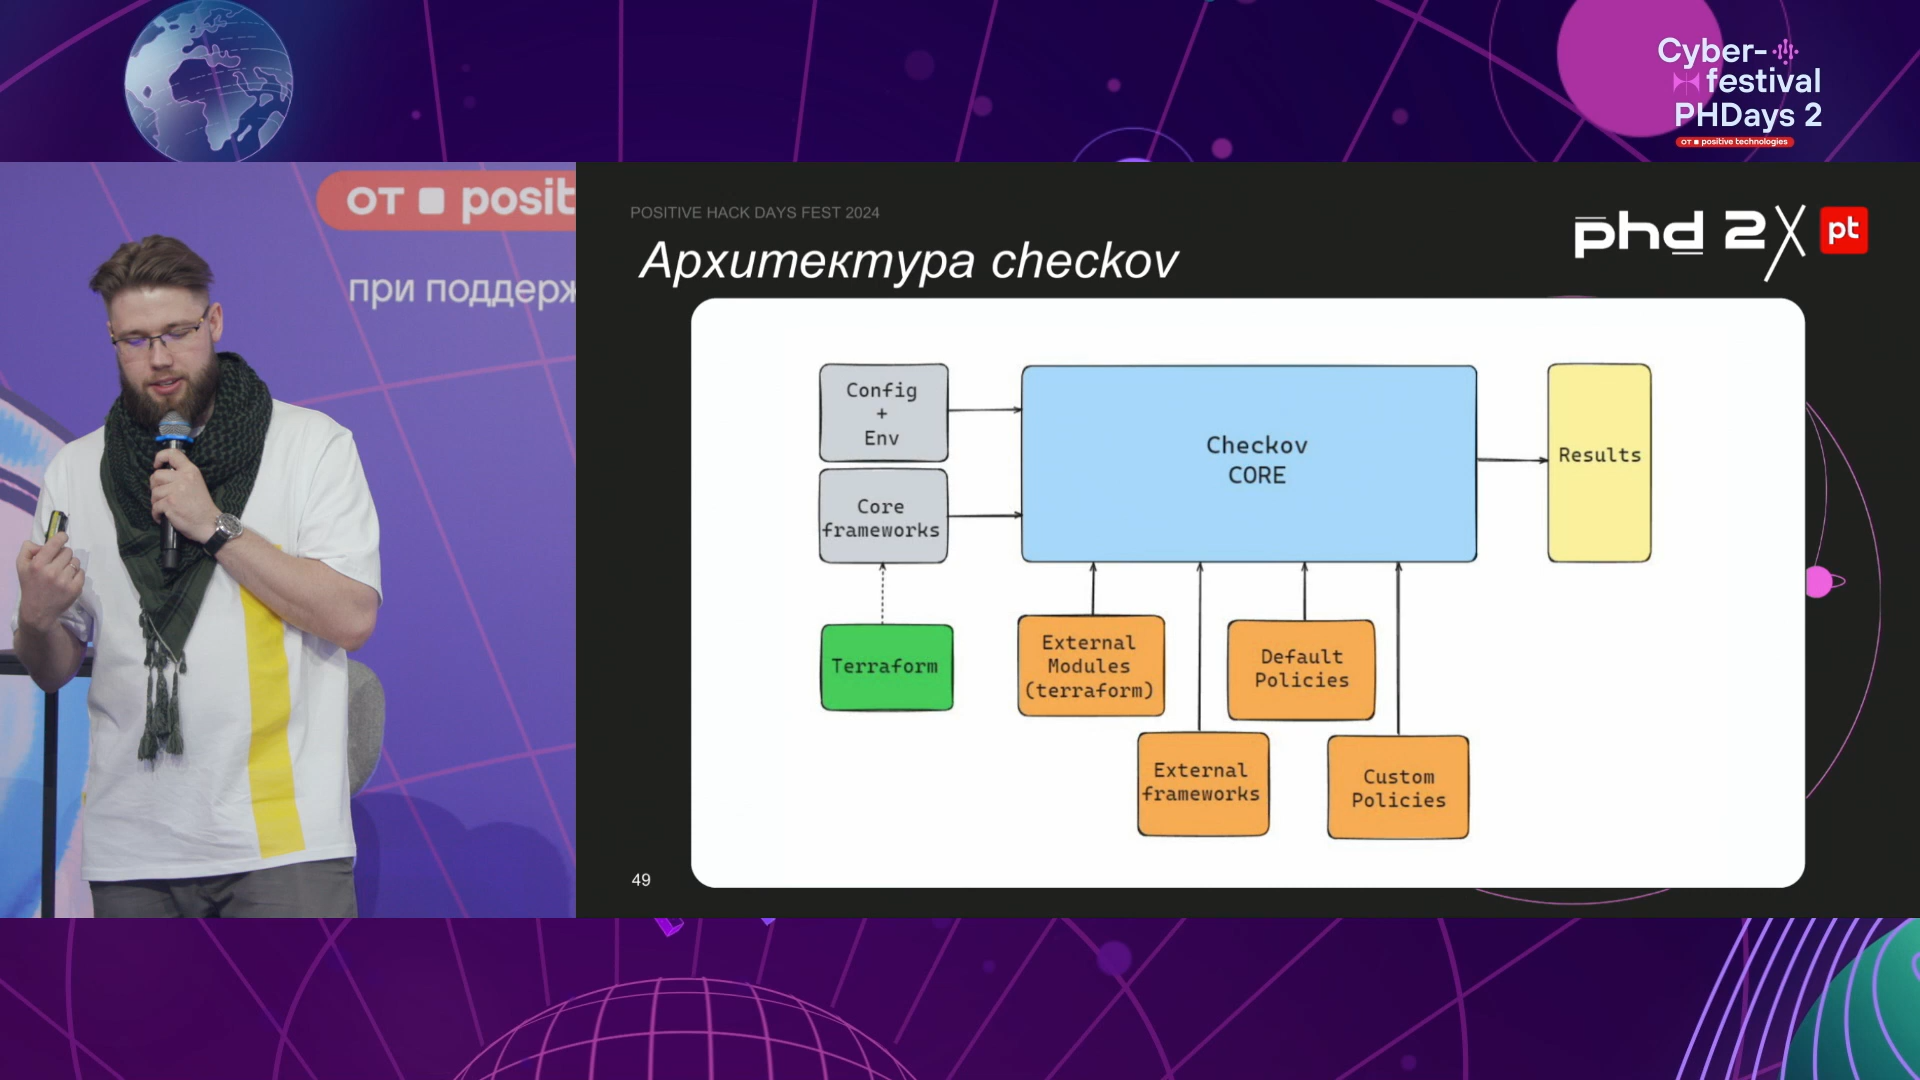 Cyber-
festival
PHDays 2
от positive technologies
от posit
при поддерж
POSITIVE HACK DAYS FEST 2024
phd 2
pt
Архитектура checkov
Config
+
Env
Core
frameworks
Terraform
Checkov
CORE
Results
External
Modules
(terraform)
Default
Policies
External
frameworks
Custom
Policies
49